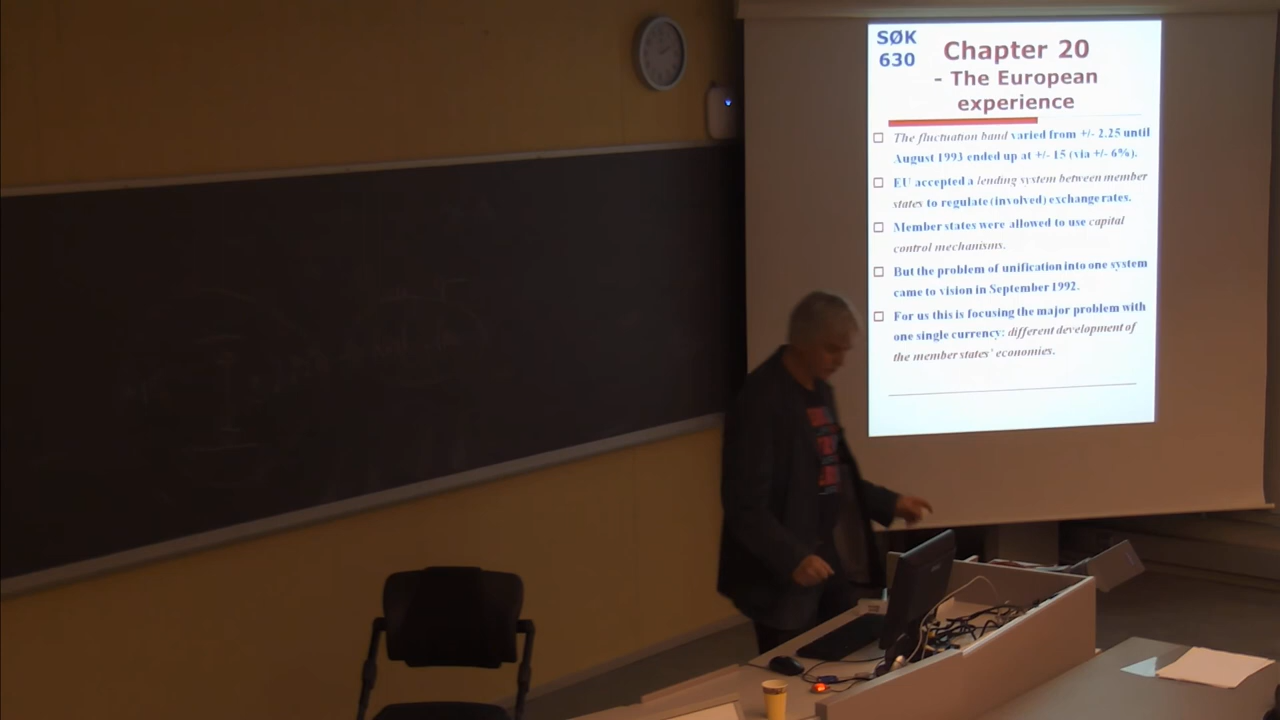 SØK
630
Chapter 20
- The European
experience
The fluctuation band varied from +/- 2.25 until
August 1993 ended up at +/- 15 (via +/- 6%).
EU accepted a lending system between member
states to regulate (involved) exchange rates.
Member states were allowed to use capital
control mechanisms.
But the problem of unification into one system
came to vision in September 1992.
For us this is focusing the major problem with
one single currency: different development of
the member states' economies.